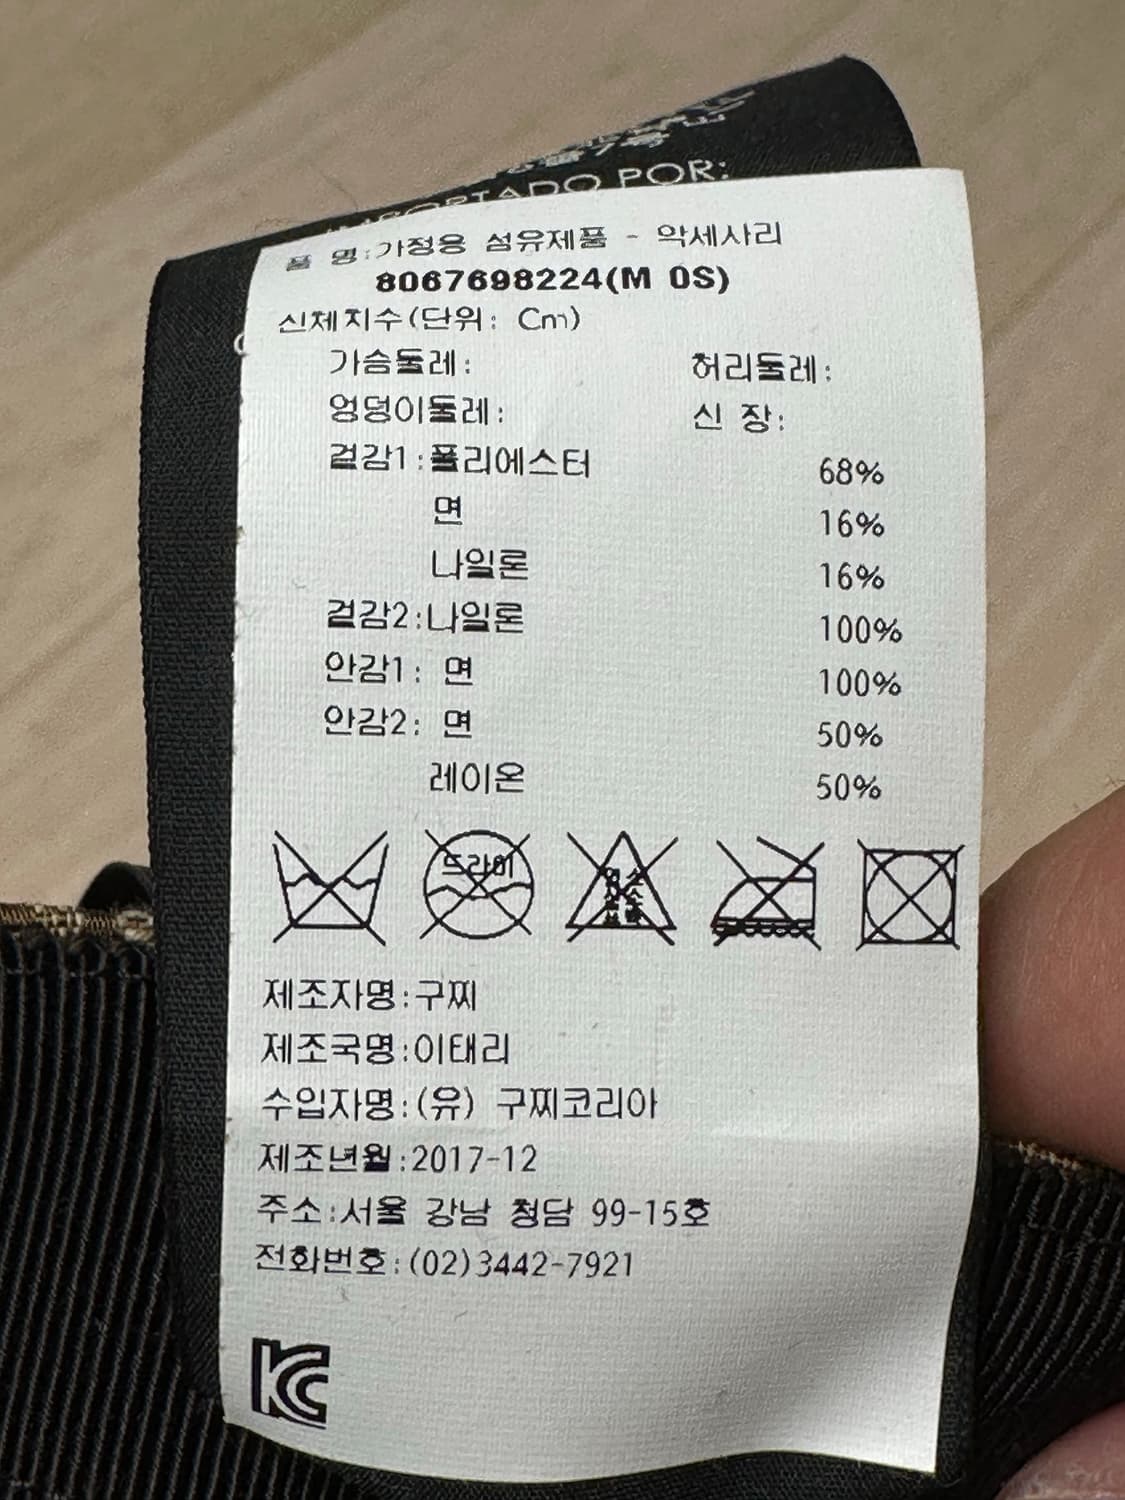 IMPORTADO POR:
품 명:가정용 섬유제품 - 악세사리
8067698224(M 0S)
신체치수(단위: Cm)
가슴둘레: 허리둘레:
엉덩이둘레: 신 장:
겉감1:폴리에스터 68%
면 16%
나일론 16%
겉감2:나일론 100%
안감1: 면 100%
안감2: 면 50%
레이온 50%
드라이
제조자명:구찌
제조국명:이태리
수입자명:(유) 구찌코리아
제조년월:2017-12
주소:서울 강남 청담 99-15호
전화번호:(02)3442-7921
KC